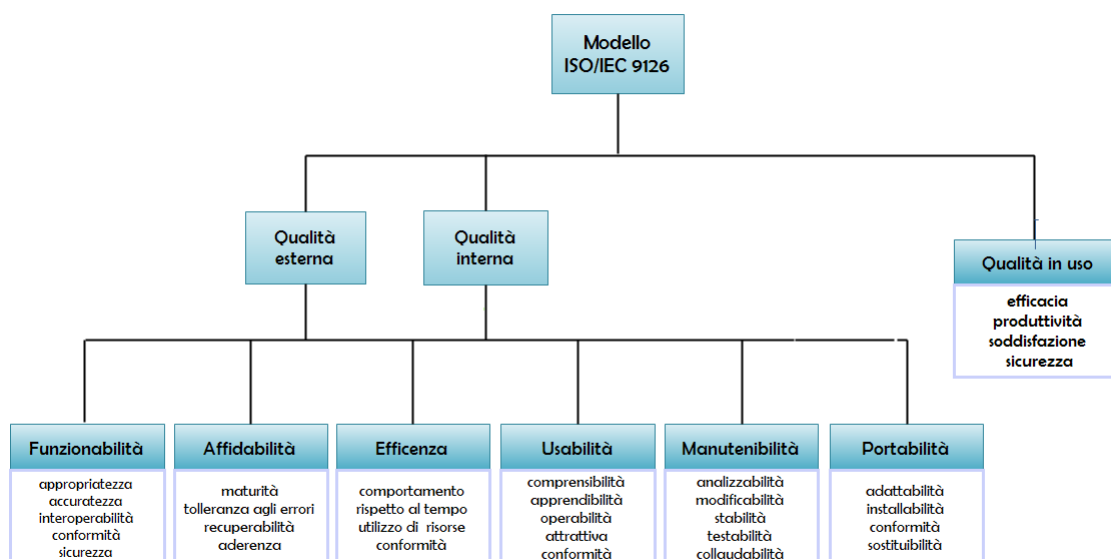 Modello
ISO/IEC 9126
Qualità
esterna
Qualità
interna
Qualità in uso
efficacia
produttività
soddisfazione
sicurezza
Funzionabilità
appropriatezza
accuratezza
interoperabilità
conformità
sicurezza
Affidabilità
maturità
tolleranza agli errori
recuperabilità
aderenza
Efficenza
comportamento
rispetto al tempo
utilizzo di risorse
conformità
Usabilità
comprensibilità
apprendibilità
operabilità
attrattiva
conformità
Manutenibilità
analizzabilità
modificabilità
stabilità
testabilità
collaudabilità
Portabilità
adattabilità
installabilità
conformità
sostituibilità